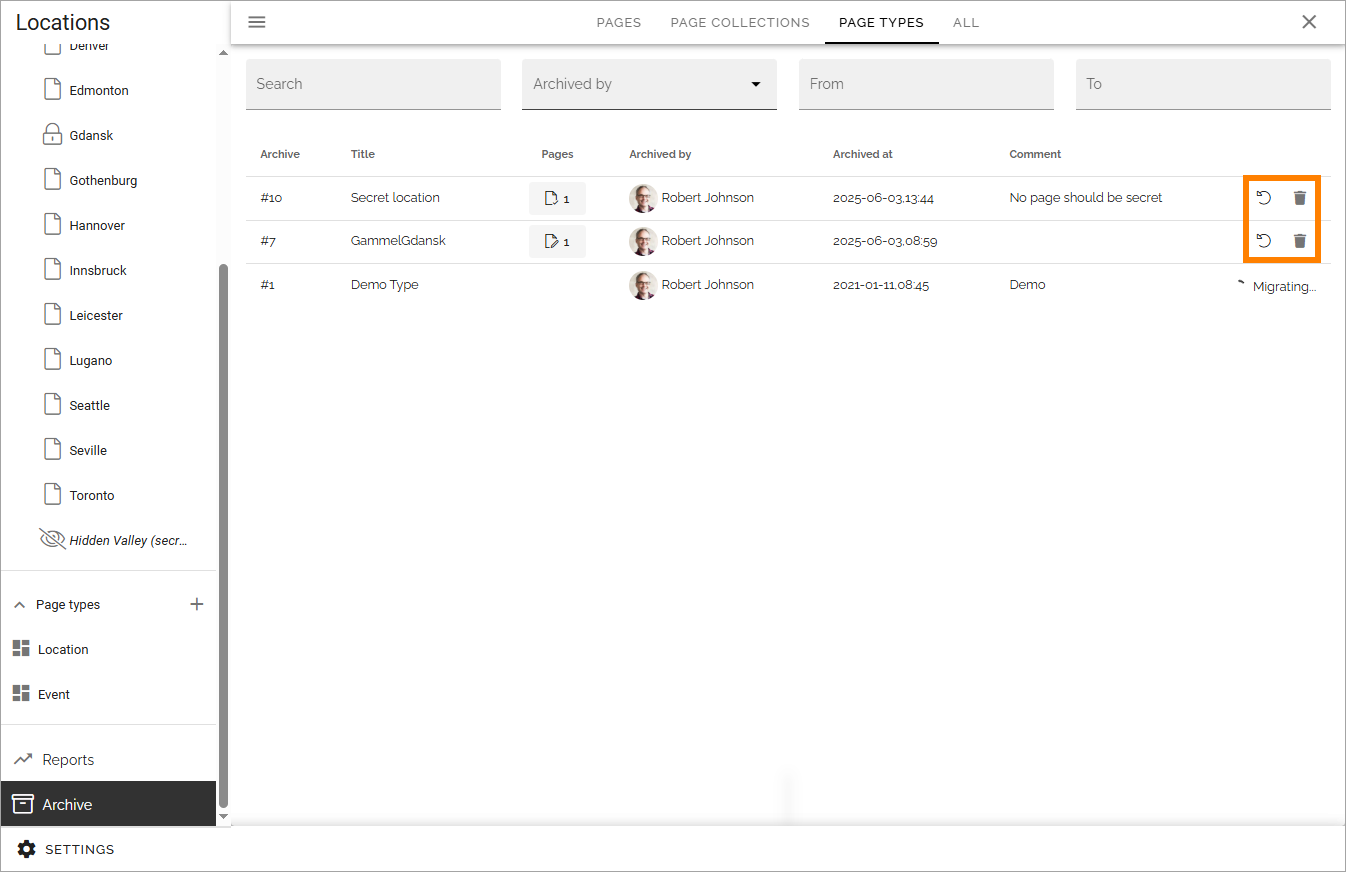 Locations
PAGES PAGE COLLECTIONS PAGE TYPES ALL
Denver
Edmonton
Gdansk
Gothenburg
Hannover
Innsbruck
Leicester
Lugano
Seattle
Seville
Toronto
Hidden Valley (secr...
Page types
Location
Event
Reports
Archive
SETTINGS
Search Archived by From To
Archive Title Pages Archived by Archived at Comment
#10 Secret location 1 Robert Johnson 2025-06-03,13:44 No page should be secret
#7 GammelGdansk 1 Robert Johnson 2025-06-03,08:59
#1 Demo Type Robert Johnson 2021-01-11,08:45 Demo Migrating...